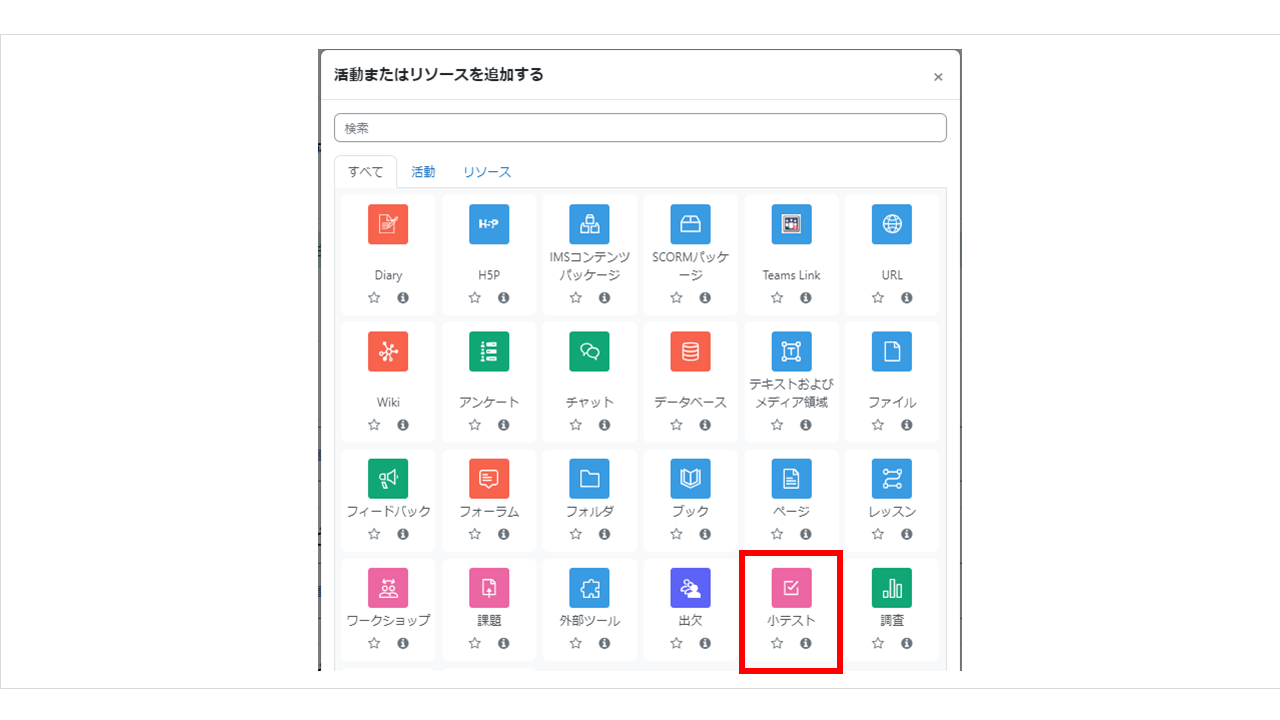 活動またはリソースを追加する
×
検索
すべて 活動 リソース
H-P
IMSコンテンツ SCORMパッケ
Diary H5P パッケージ ージ Teams Link URL
T
テキストおよび
Wiki アンケート チャット データベース メディア領域 ファイル
フィードバック フォーラム フォルダ ブック ページ レッスン
ワークショップ 課題 外部ツール 出欠 小テスト 調査